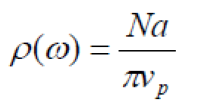 ρ(ω) = Na / πv_p